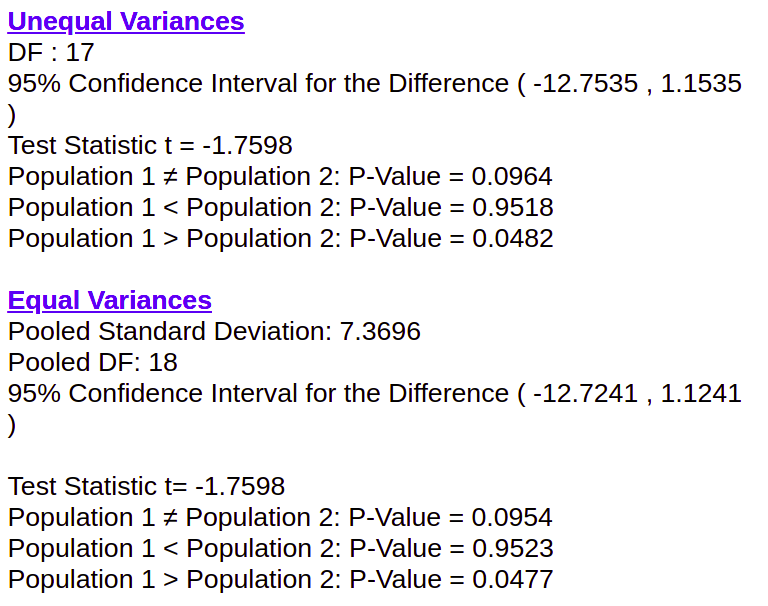 Unequal Variances
DF : 17
95% Confidence Interval for the Difference ( -12.7535 , 1.1535
)
Test Statistic t = -1.7598
Population 1 ≠ Population 2: P-Value = 0.0964
Population 1 < Population 2: P-Value = 0.9518
Population 1 > Population 2: P-Value = 0.0482
Equal Variances
Pooled Standard Deviation: 7.3696
Pooled DF: 18
95% Confidence Interval for the Difference ( -12.7241 , 1.1241
)
Test Statistic t= -1.7598
Population 1 ≠ Population 2: P-Value = 0.0954
Population 1 < Population 2: P-Value = 0.9523
Population 1 > Population 2: P-Value = 0.0477